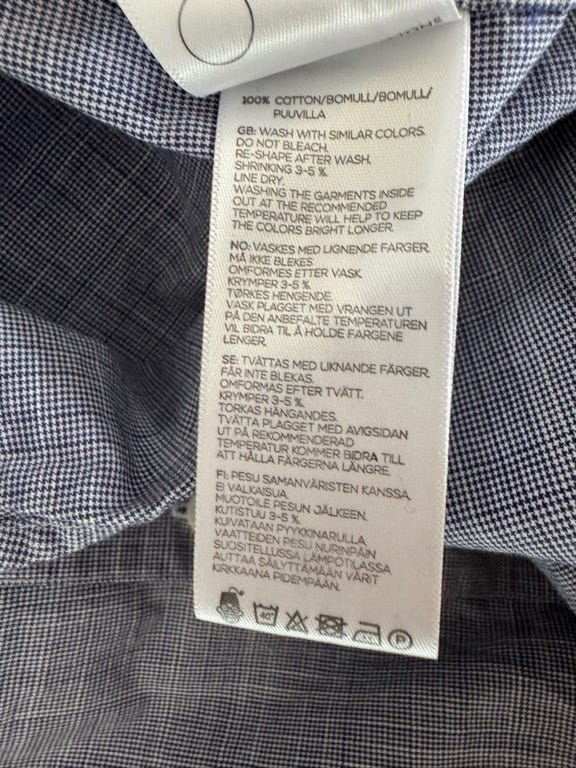 100% COTTON/BOMULL/BOMULL/
PUUVILLA
GB: WASH WITH SIMILAR COLORS.
DO NOT BLEACH.
RE-SHAPE AFTER WASH.
SHRINKING 3-5 %.
LINE DRY.
WASHING THE GARMENTS INSIDE
OUT AT THE RECOMMENDED
TEMPERATURE WILL HELP TO KEEP
THE COLORS BRIGHT LONGER.
NO: VASKES MED LIGNENDE FARGER.
MÅ IKKE BLEKES
OMFORMES ETTER VASK.
KRYMPER 3-5 %.
TØRKES HENGENDE.
VASK PLAGGET MED VRANGEN UT
PÅ DEN ANBEFALTE TEMPERATUREN
VIL BIDRA TIL Å HOLDE FARGENE
LENGER.
SE: TVÄTTAS MED LIKNANDE FÄRGER.
FÅR INTE BLEKAS.
OMFORMAS EFTER TVÄTT.
KRYMPER 3-5 %.
TORKAS HÄNGANDES.
TVÄTTA PLAGGET MED AVIGSIDAN
UT PÅ REKOMMENDERAD
TEMPERATUR KOMMER BIDRA TILL
ATT HÅLLA FÄRGERNA LÄNGRE.
FI: PESU SAMANVÄRISTEN KANSSA.
EI VALKAISUA.
MUOTOILE PESUN JÄLKEEN.
KUTISTUU 3-5 %.
KUIVATAAN PYYKKINARULLA.
VAATTEIDEN PESU NURINPÄIN
SUOSITELLUSSA LÄMPÖTILASSA
AUTTAA SÄILYTTÄMÄÄN VÄRIT
KIRKKAANA PIDEMPÄÄN.
40° P